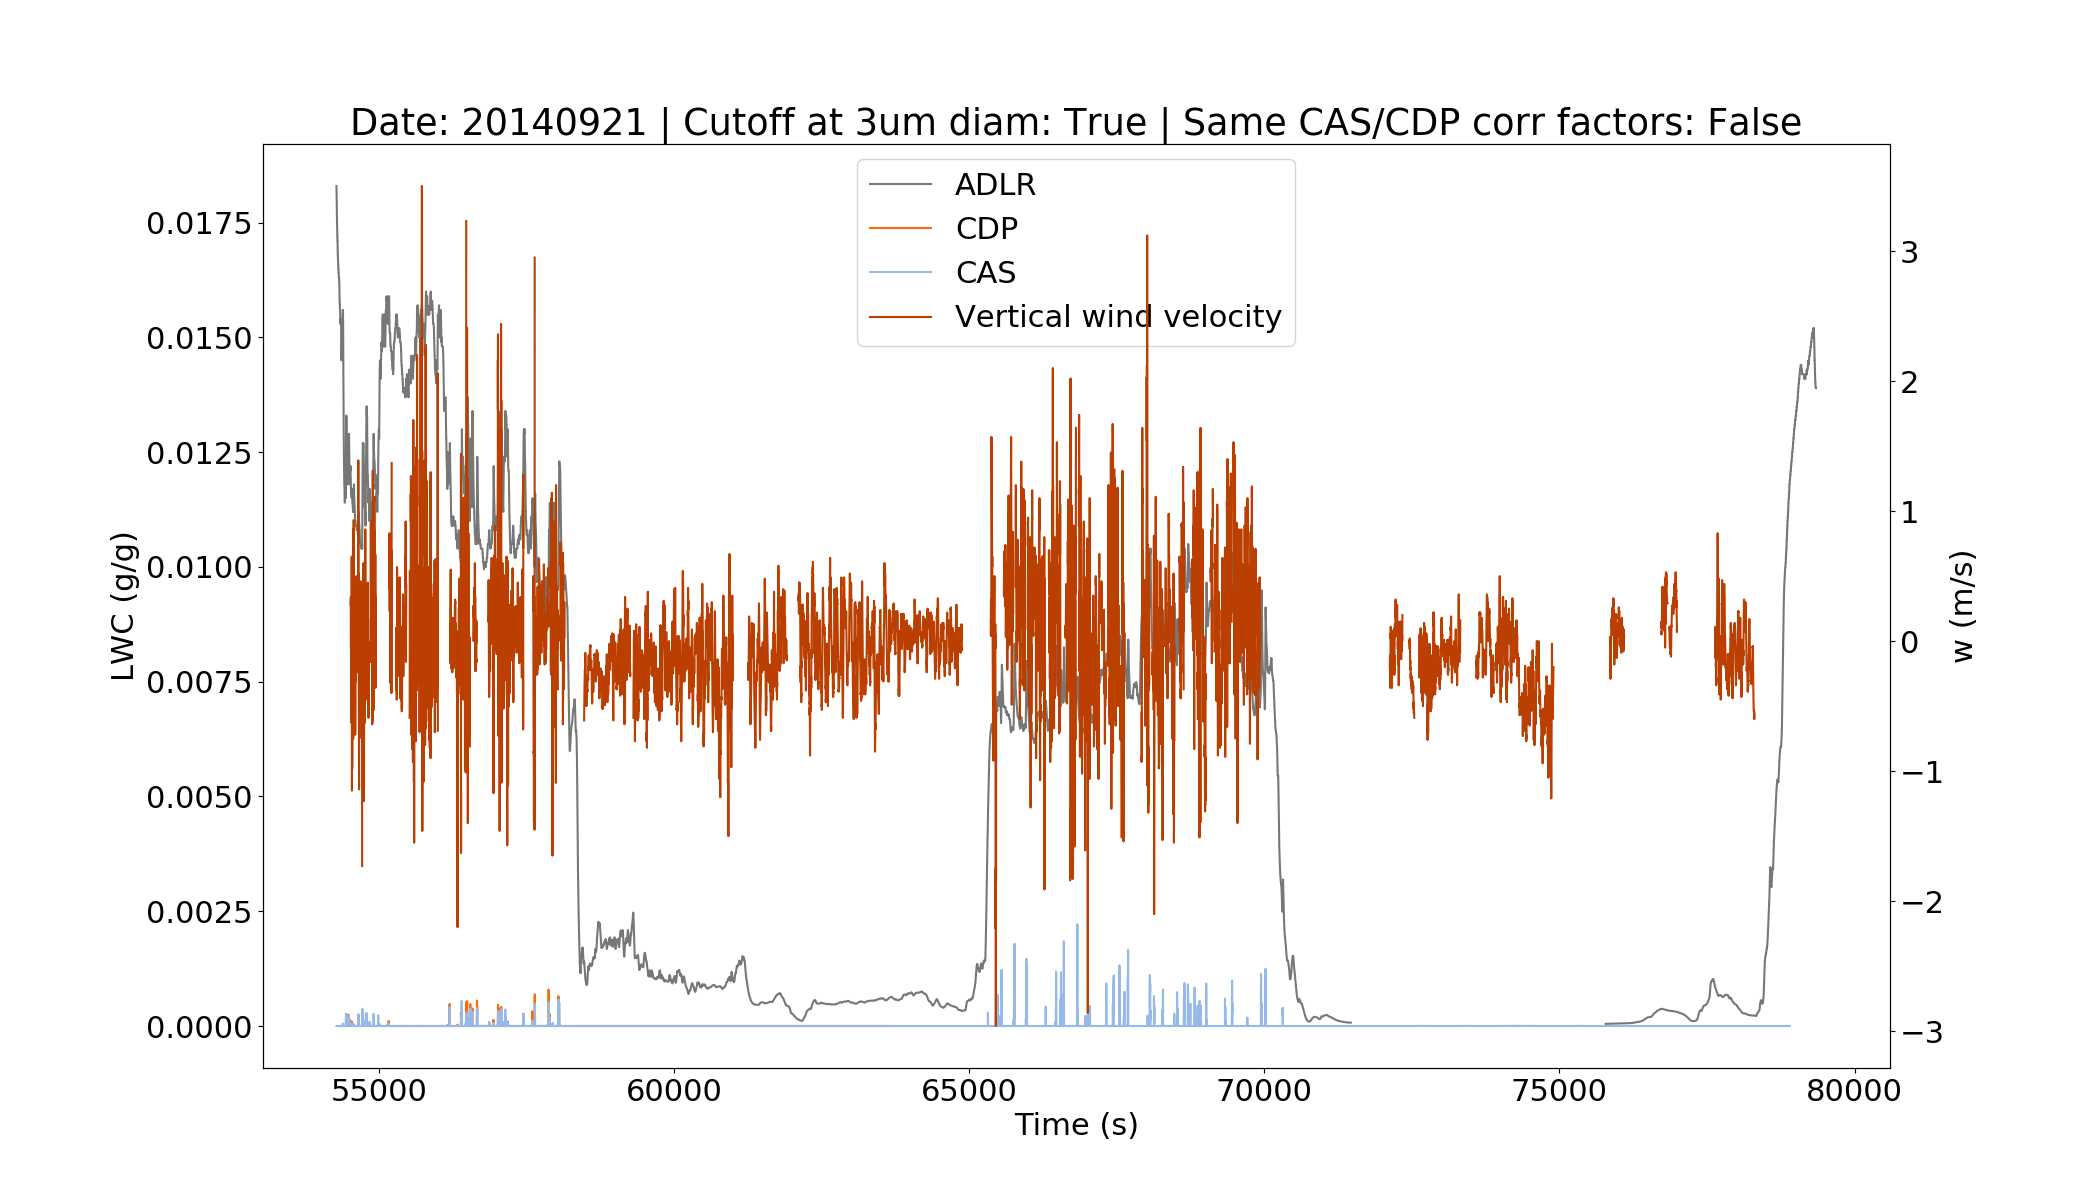 Date: 20140921 | Cutoff at 3um diam: True | Same CAS/CDP corr factors: False
ADLR
CDP
CAS
Vertical wind velocity
0.0175
0.0150
0.0125
0.0100
0.0075
0.0050
0.0025
0.0000
LWC (g/g)
3
2
1
0
−1
−2
−3
w (m/s)
55000 60000 65000 70000 75000 80000
Time (s)